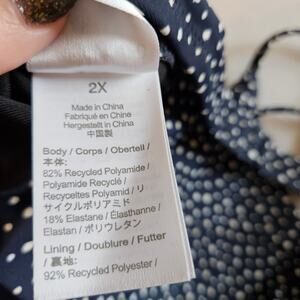 2X
Made in China
Fabriqué en Chine
Hergestellt in China
中国製
Body / Corps / Oberteil /
本体:
82% Recycled Polyamide /
Polyamide Recyclé /
Recyceltes Polyamid / リ
サイクルポリアミド
18% Elastane / Élasthanne /
Elastan / ポリウレタン
Lining / Doublure / Futter
/ 裏地:
92% Recycled Polyester /